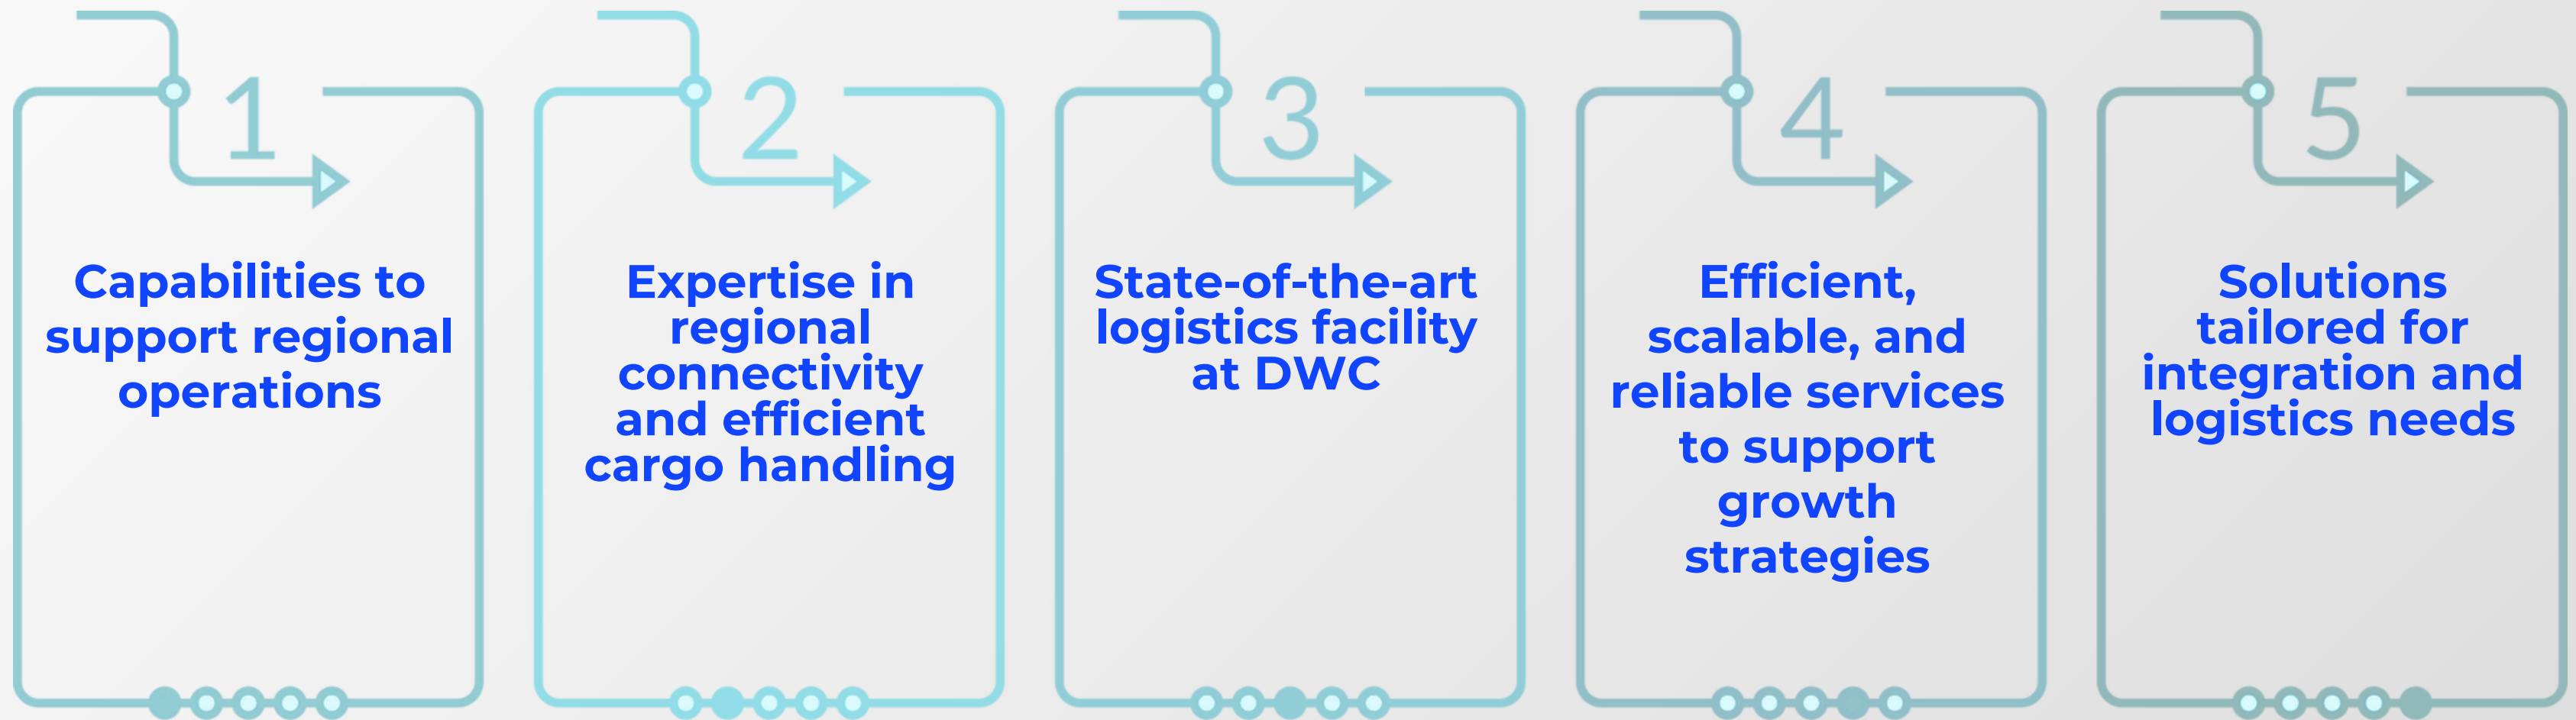 1
Capabilities to
support regional
operations
2
Expertise in
regional
connectivity
and efficient
cargo handling
3
State-of-the-art
logistics facility
at DWC
4
Efficient,
scalable, and
reliable services
to support
growth
strategies
5
Solutions
tailored for
integration and
logistics needs